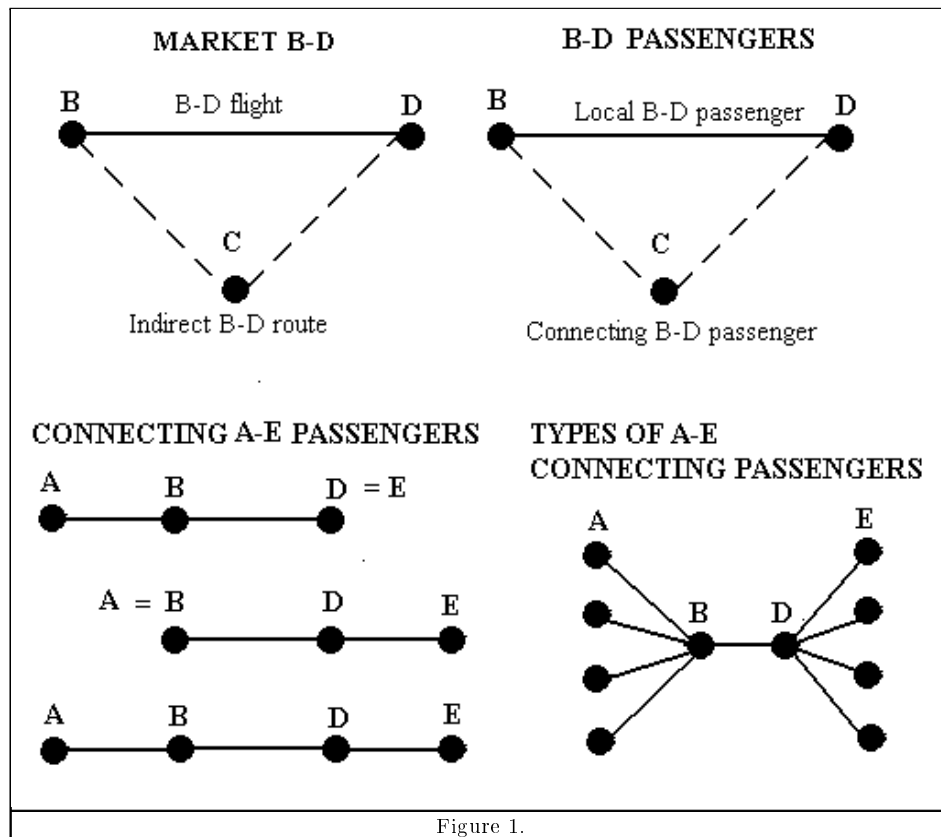 MARKET B-D
B
B-D flight
D
C
Indirect B-D route
B-D PASSENGERS
B
Local B-D passenger
D
C
Connecting B-D passenger
CONNECTING A-E PASSENGERS
A
B
D = E
A = B
D
E
A
B
D
E
TYPES OF A-E
CONNECTING PASSENGERS
A
E
B
D
Figure 1.